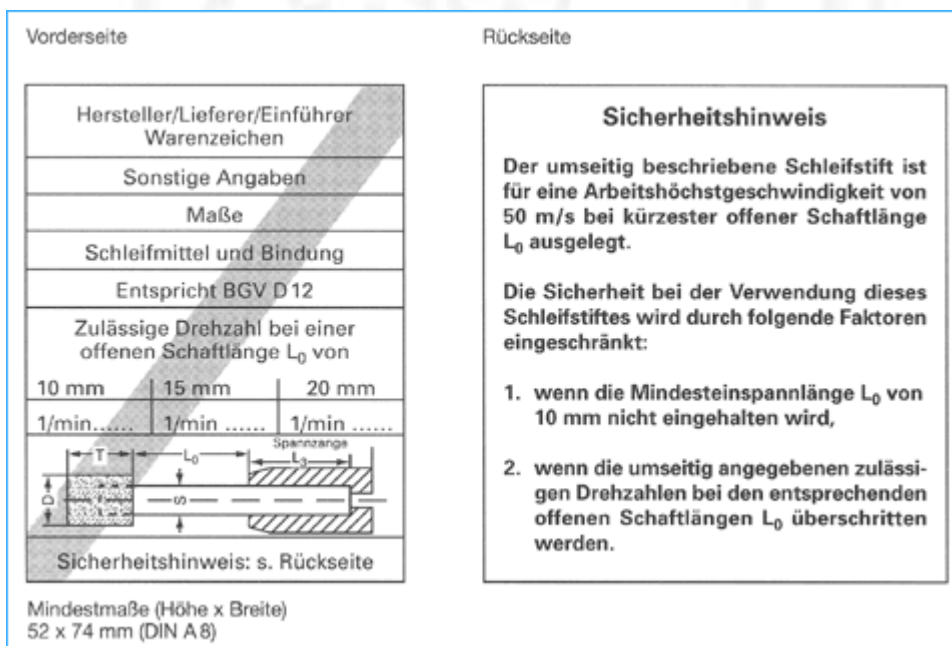 Vorderseite
Hersteller/Lieferer/Einführer
Warenzeichen
Sonstige Angaben
Maße
Schleifmittel und Bindung
Entspricht BGV D 12
Zulässige Drehzahl bei einer
offenen Schaftlänge L₀ von
10 mm 15 mm 20 mm
1/min...... 1/min ...... 1/min ......
Spannzange
T L₀ L₃
D S
Sicherheitshinweis: s. Rückseite
Mindestmaße (Höhe x Breite)
52 x 74 mm (DIN A 8)
Rückseite
Sicherheitshinweis
Der umseitig beschriebene Schleifstift ist
für eine Arbeitshöchstgeschwindigkeit von
50 m/s bei kürzester offener Schaftlänge
L₀ ausgelegt.
Die Sicherheit bei der Verwendung dieses
Schleifstiftes wird durch folgende Faktoren
eingeschränkt:
1. wenn die Mindesteinspannlänge L₀ von
10 mm nicht eingehalten wird,
2. wenn die umseitig angegebenen zulässi-
gen Drehzahlen bei den entsprechenden
offenen Schaftlängen L₀ überschritten
werden.